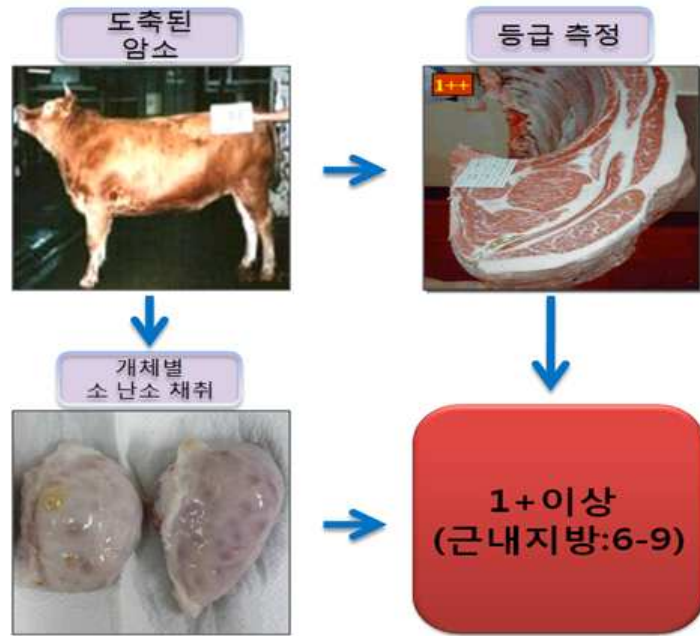 도축된
암소
등급 측정
1++
개체별
소 난소 채취
1+이상
(근내지방:6-9)